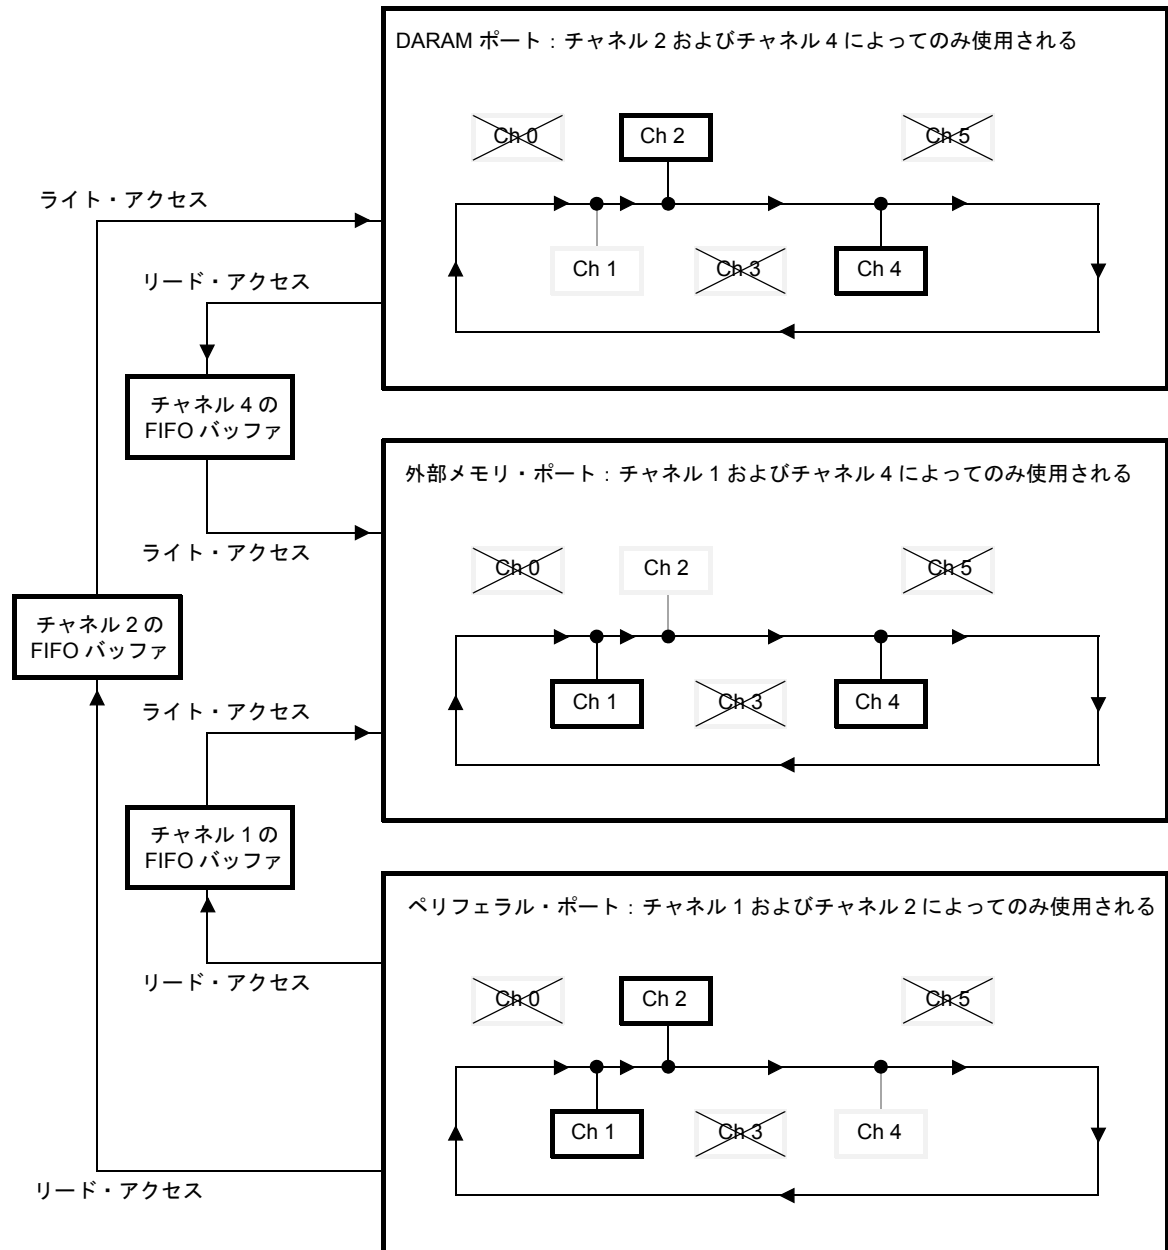 DARAM ポート：チャネル 2 およびチャネル 4 によってのみ使用される
Ch 0
Ch 2
Ch 5
ライト・アクセス
Ch 1
Ch 3
Ch 4
リード・アクセス
チャネル 4 の
FIFO バッファ
外部メモリ・ポート：チャネル 1 およびチャネル 4 によってのみ使用される
ライト・アクセス
Ch 0
Ch 2
Ch 5
チャネル 2 の
FIFO バッファ
Ch 1
Ch 3
Ch 4
ライト・アクセス
チャネル 1 の
FIFO バッファ
ペリフェラル・ポート：チャネル 1 およびチャネル 2 によってのみ使用される
リード・アクセス
Ch 0
Ch 2
Ch 5
Ch 1
Ch 3
Ch 4
リード・アクセス